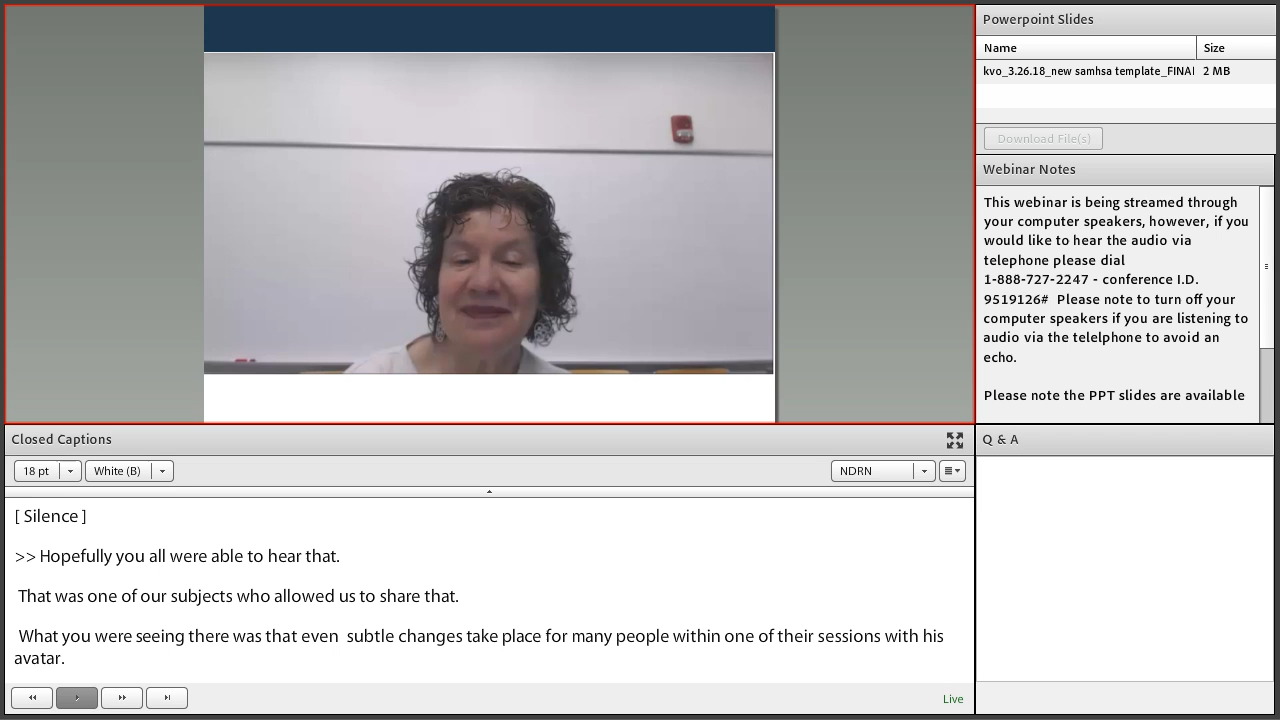 Powerpoint Slides
Name Size
kvo_3.26.18_new samhsa template_FINAL 2 MB
Download File(s)
Webinar Notes
This webinar is being streamed through
your computer speakers, however, if you
would like to hear the audio via
telephone please dial
1-888-727-2247 - conference I.D.
9519126# Please note to turn off your
computer speakers if you are listening to
audio via the telelphone to avoid an
echo.
Please note the PPT slides are available
Closed Captions
18 pt White (B) NDRN
[ Silence ]
>> Hopefully you all were able to hear that.
That was one of our subjects who allowed us to share that.
What you were seeing there was that even subtle changes take place for many people within one of their sessions with his
avatar.
Live
Q & A